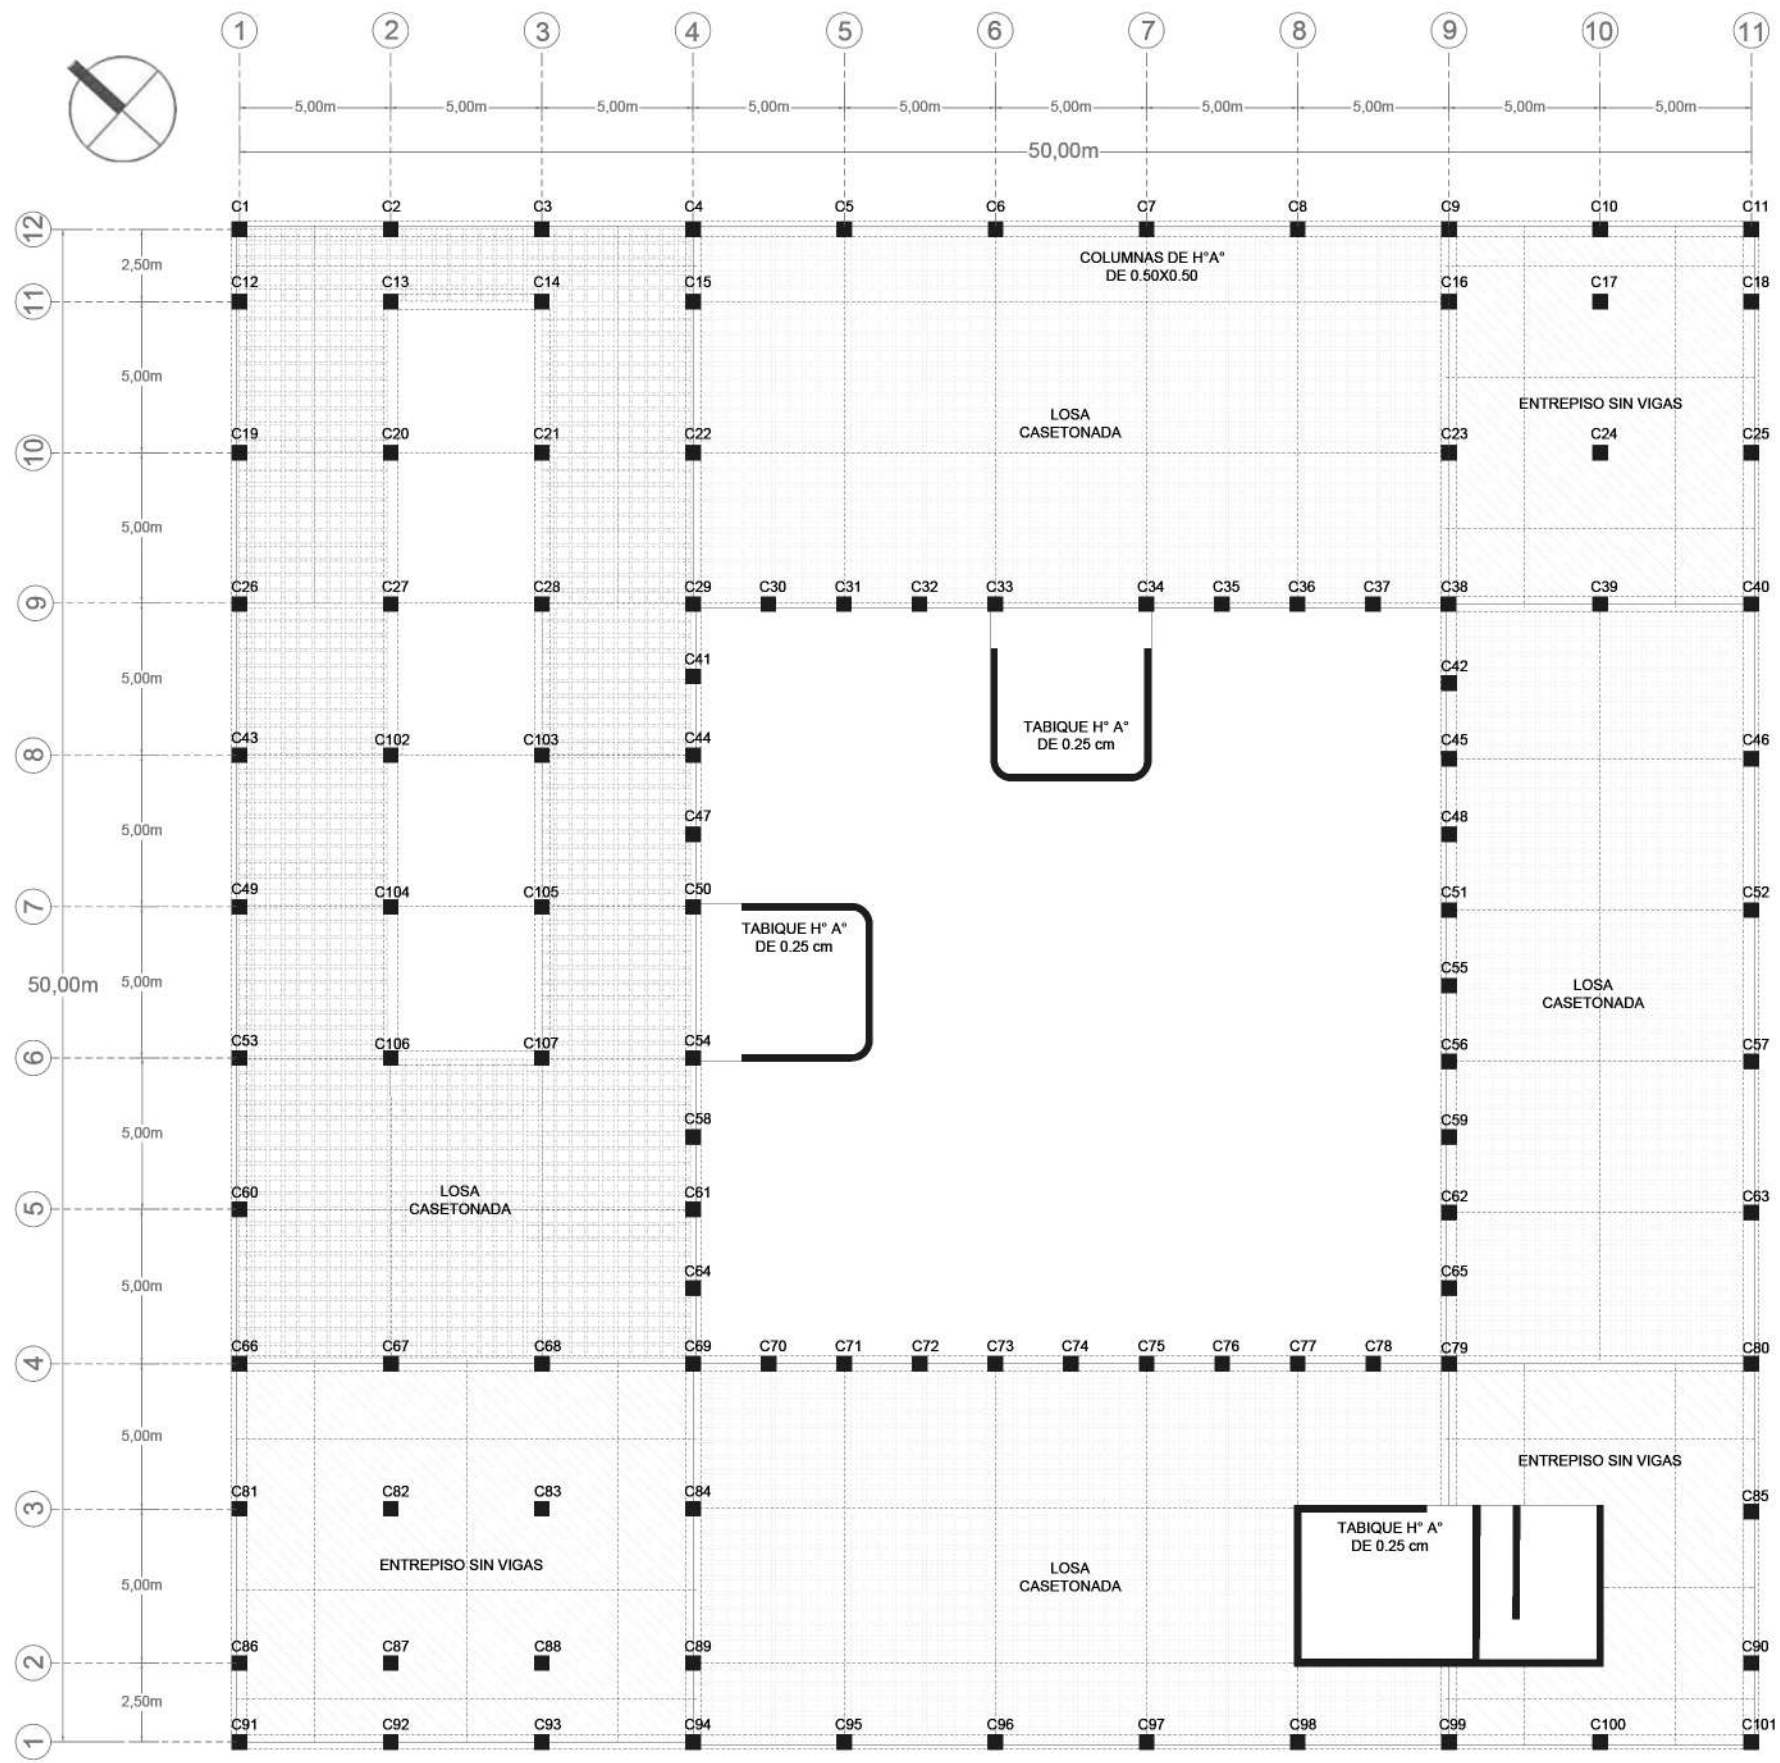 1 2 3 4 5 6 7 8 9 10 11
5,00m 5,00m 5,00m 5,00m 5,00m 5,00m 5,00m 5,00m 5,00m 5,00m
50,00m
C1 C2 C3 C4 C5 C6 C7 C8 C9 C10 C11
12
COLUMNAS DE H°A°
DE 0.50X0.50
2,50m
C12 C13 C14 C15 C16 C17 C18
11
5,00m
ENTREPISO SIN VIGAS
LOSA
CASETONADA
C19 C20 C21 C22 C23 C24 C25
10
5,00m
C26 C27 C28 C29 C30 C31 C32 C33 C34 C35 C36 C37 C38 C39 C40
9
C41 C42
5,00m
TABIQUE H° A°
DE 0.25 cm
C43 C102 C103 C44 C45 C46
8
C47 C48
5,00m
C49 C104 C105 C50 C51 C52
7
TABIQUE H° A°
DE 0.25 cm
C55
50,00m 5,00m
LOSA
CASETONADA
C53 C106 C107 C54 C56 C57
6
C58 C59
5,00m
C60 C61 C62 C63
LOSA
CASETONADA
5
C64 C65
5,00m
C66 C67 C68 C69 C70 C71 C72 C73 C74 C75 C76 C77 C78 C79 C80
4
5,00m
ENTREPISO SIN VIGAS
C81 C82 C83 C84 C85
3
TABIQUE H° A°
DE 0.25 cm
ENTREPISO SIN VIGAS
LOSA
CASETONADA
5,00m
C86 C87 C88 C89 C90
2
2,50m
C91 C92 C93 C94 C95 C96 C97 C98 C99 C100 C101
1